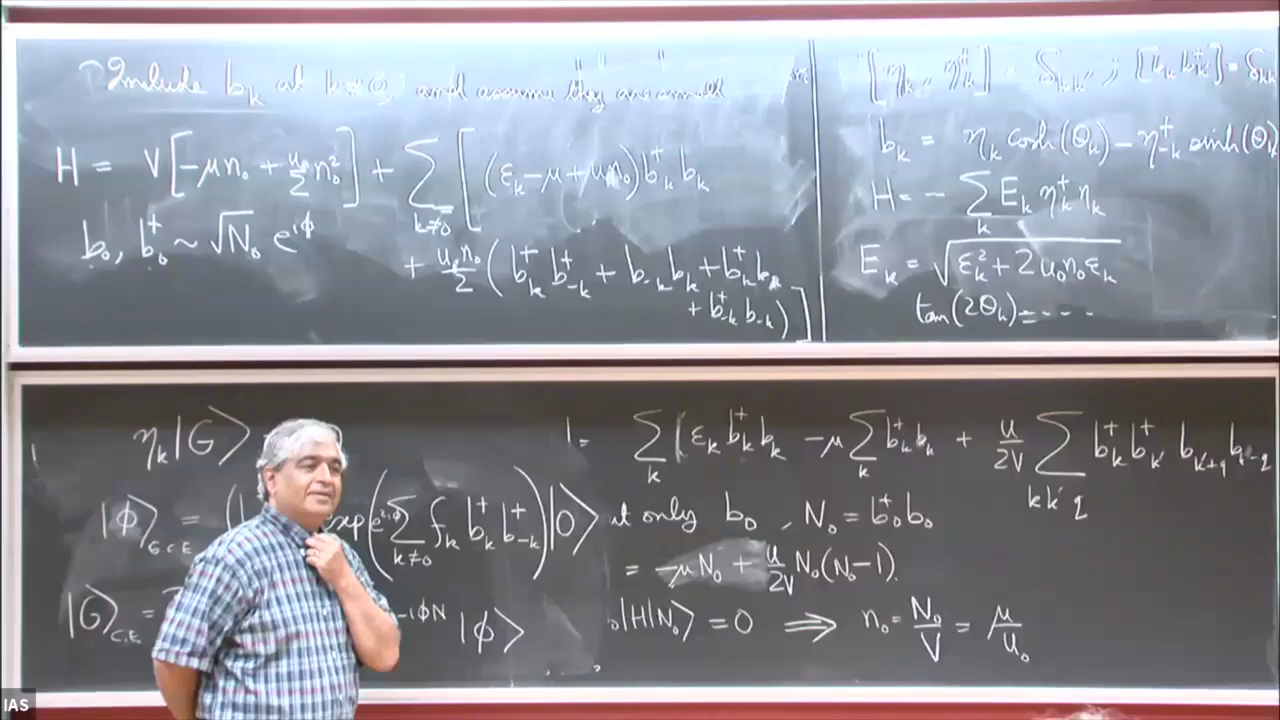 Include b_k at k≠0, and assume they are "small"
H = V[-μn₀ + u₀/2 n₀²] + Σ_{k≠0} [(ε_k - μ + u₀n₀) b_k^+ b_k
b₀, b₀^+ ~ √N₀ e^{iφ}
+ u₀n₀/2 (b_k^+ b_{-k}^+ + b_{-k} b_k + b_k^+ b_k
+ b_{-k}^+ b_{-k})]
[η_k, η_k'^+] = δ_{kk'} ; [b_k b_k^+] = δ_{kk
b_k = η_k cosh(θ_k) - η_{-k}^+ sinh(θ_k
H = - Σ_k E_k η_k^+ η_k
E_k = √(ε_k² + 2u₀n₀ε_k)
tan(2θ_k) = - - - -
η_k |G⟩
|Φ⟩_{G.C.E} = ( exp(e^{2iφ} Σ_{k≠0} f_k b_k^+ b_{-k}^+)|0⟩
|G⟩_{C.E} = e^{-iφN} |φ⟩
= Σ_k (ε_k b_k^+ b_k - μ Σ_k b_k^+ b_k + u/2V Σ_{kk'q} b_k^+ b_{k'}^+ b_{k+q} b_{k'-q}
at only b₀, N₀ = b₀^+ b₀
= -μN₀ + u/2V N₀(N₀-1).
|H|N₀⟩ = 0 ⟹ n₀ = N₀/V = μ/u₀
IAS